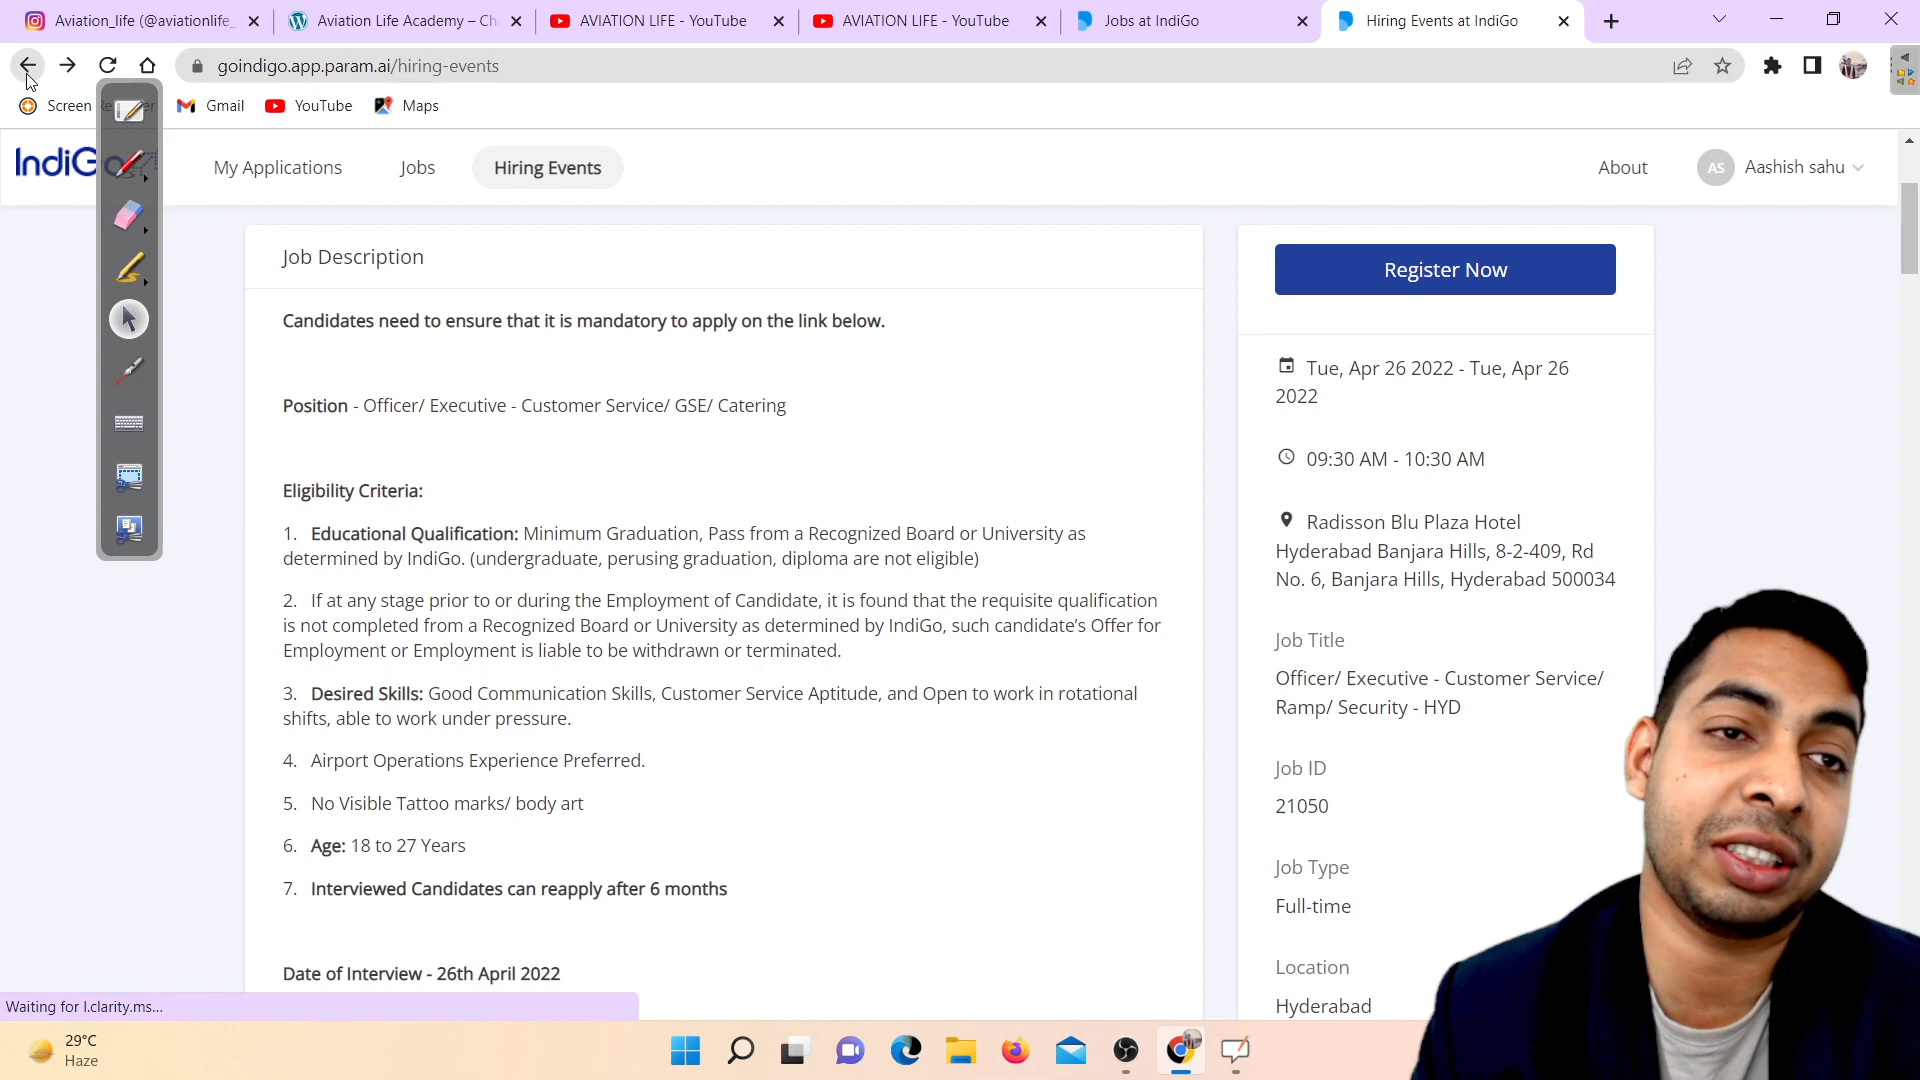 Aviation_life (@aviationlife_
Aviation Life Academy – Ch
AVIATION LIFE - YouTube
AVIATION LIFE - YouTube
Jobs at IndiGo
Hiring Events at IndiGo
goindigo.app.param.ai/hiring-events
Screen
Gmail
YouTube
Maps
IndiGo
My Applications
Jobs
Hiring Events
About
AS
Aashish sahu
Job Description
Candidates need to ensure that it is mandatory to apply on the link below.
Position - Officer/ Executive - Customer Service/ GSE/ Catering
Eligibility Criteria:
1. Educational Qualification: Minimum Graduation, Pass from a Recognized Board or University as
determined by IndiGo. (undergraduate, perusing graduation, diploma are not eligible)
2. If at any stage prior to or during the Employment of Candidate, it is found that the requisite qualification
is not completed from a Recognized Board or University as determined by IndiGo, such candidate's Offer for
Employment or Employment is liable to be withdrawn or terminated.
3. Desired Skills: Good Communication Skills, Customer Service Aptitude, and Open to work in rotational
shifts, able to work under pressure.
4. Airport Operations Experience Preferred.
5. No Visible Tattoo marks/ body art
6. Age: 18 to 27 Years
7. Interviewed Candidates can reapply after 6 months
Date of Interview - 26th April 2022
Register Now
Tue, Apr 26 2022 - Tue, Apr 26
2022
09:30 AM - 10:30 AM
Radisson Blu Plaza Hotel
Hyderabad Banjara Hills, 8-2-409, Rd
No. 6, Banjara Hills, Hyderabad 500034
Job Title
Officer/ Executive - Customer Service/
Ramp/ Security - HYD
Job ID
21050
Job Type
Full-time
Location
Hyderabad
Waiting for l.clarity.ms...
29°C
Haze